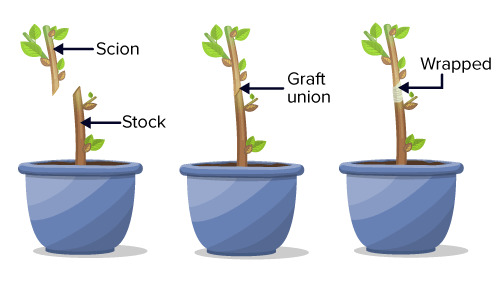 Scion
Stock
Graft
union
Wrapped